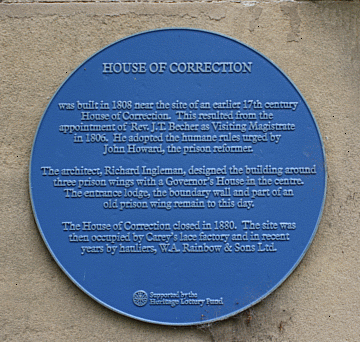 HOUSE OF CORRECTION
was built in 1808 near the site of an earlier 17th century
House of Correction. This resulted from the
appointment of Rev. J.T. Becher as Visiting Magistrate
in 1806. He adopted the humane rules urged by
John Howard, the prison reformer.
The architect, Richard Ingleman, designed the building around
three prison wings with a Governor's House in the centre.
The entrance lodge, the boundary wall and part of an
old prison wing remain to this day.
The House of Correction closed in 1880. The site was
then occupied by Carey's lace factory and in recent
years by hauliers, W.A. Rainbow & Sons Ltd.
Supported by the
Heritage Lottery Fund